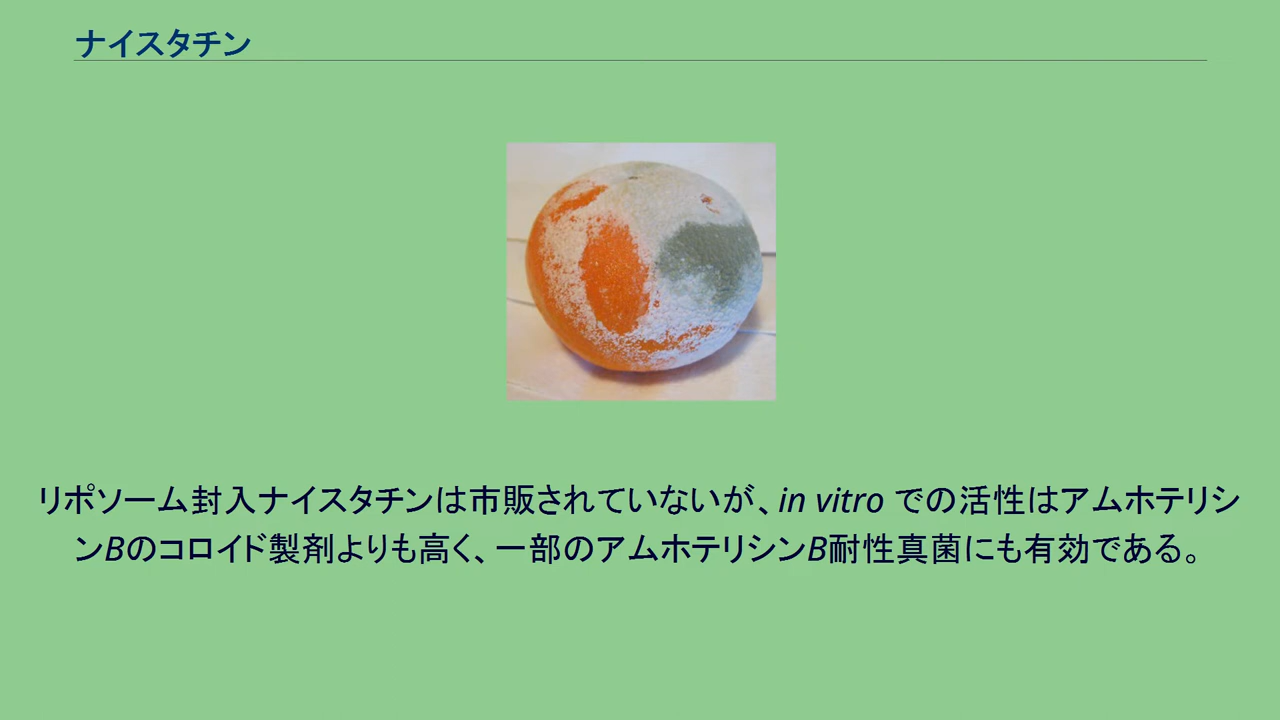 ナイスタチン
リポソーム封入ナイスタチンは市販されていないが、in vitro での活性はアムホテリシ
ンBのコロイド製剤よりも高く、一部のアムホテリシンB耐性真菌にも有効である。